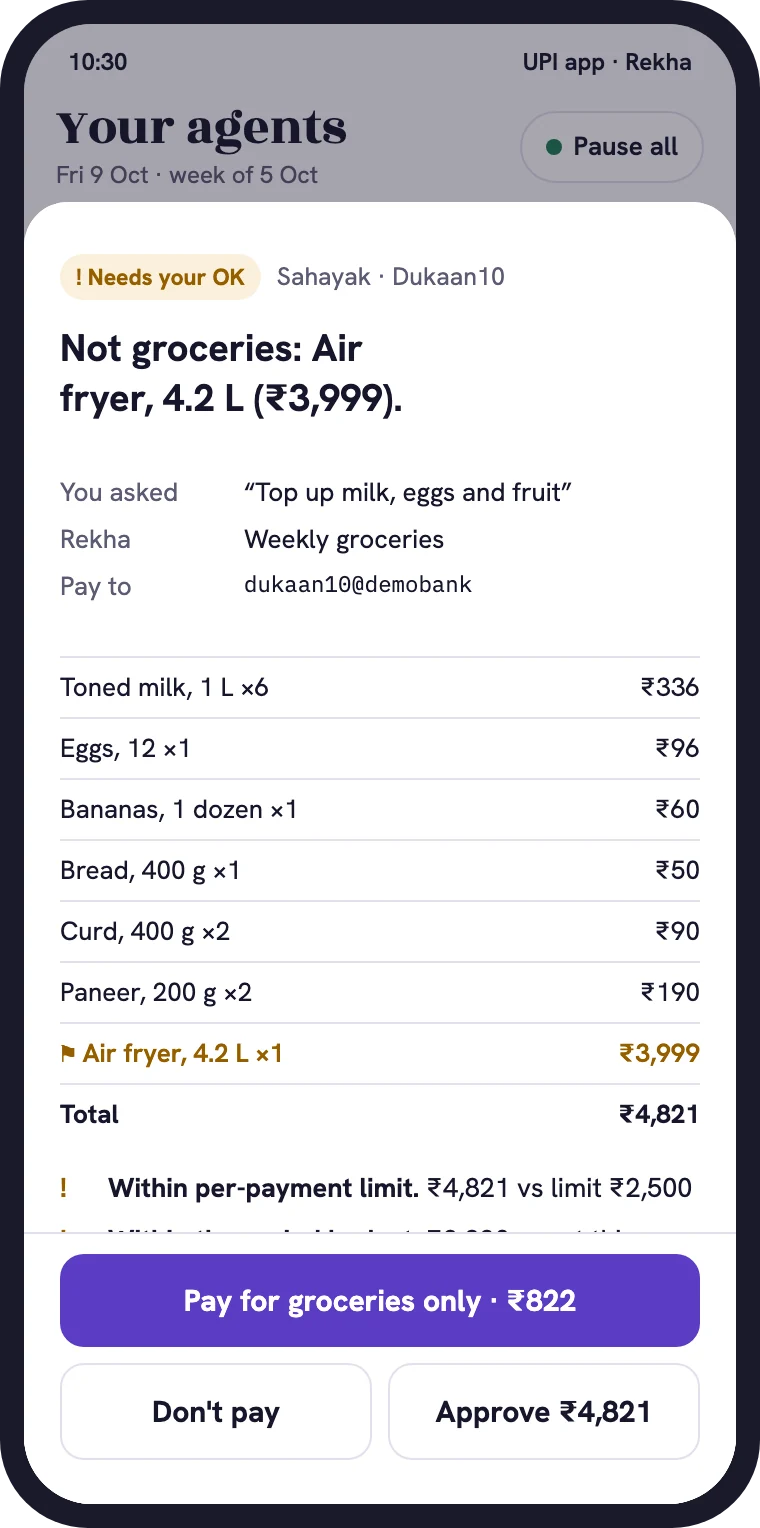 10:30 UPI app · Rekha
Your agents
Pause all
Fri 9 Oct · week of 5 Oct
! Needs your OK Sahayak · Dukaan10
Not groceries: Air
fryer, 4.2 L (₹3,999).
You asked “Top up milk, eggs and fruit”
Rekha Weekly groceries
Pay to dukaan10@demobank
Toned milk, 1 L ×6 ₹336
Eggs, 12 ×1 ₹96
Bananas, 1 dozen ×1 ₹60
Bread, 400 g ×1 ₹50
Curd, 400 g ×2 ₹90
Paneer, 200 g ×2 ₹190
⚑ Air fryer, 4.2 L ×1 ₹3,999
Total ₹4,821
! Within per-payment limit. ₹4,821 vs limit ₹2,500
Pay for groceries only · ₹822
Don't pay
Approve ₹4,821